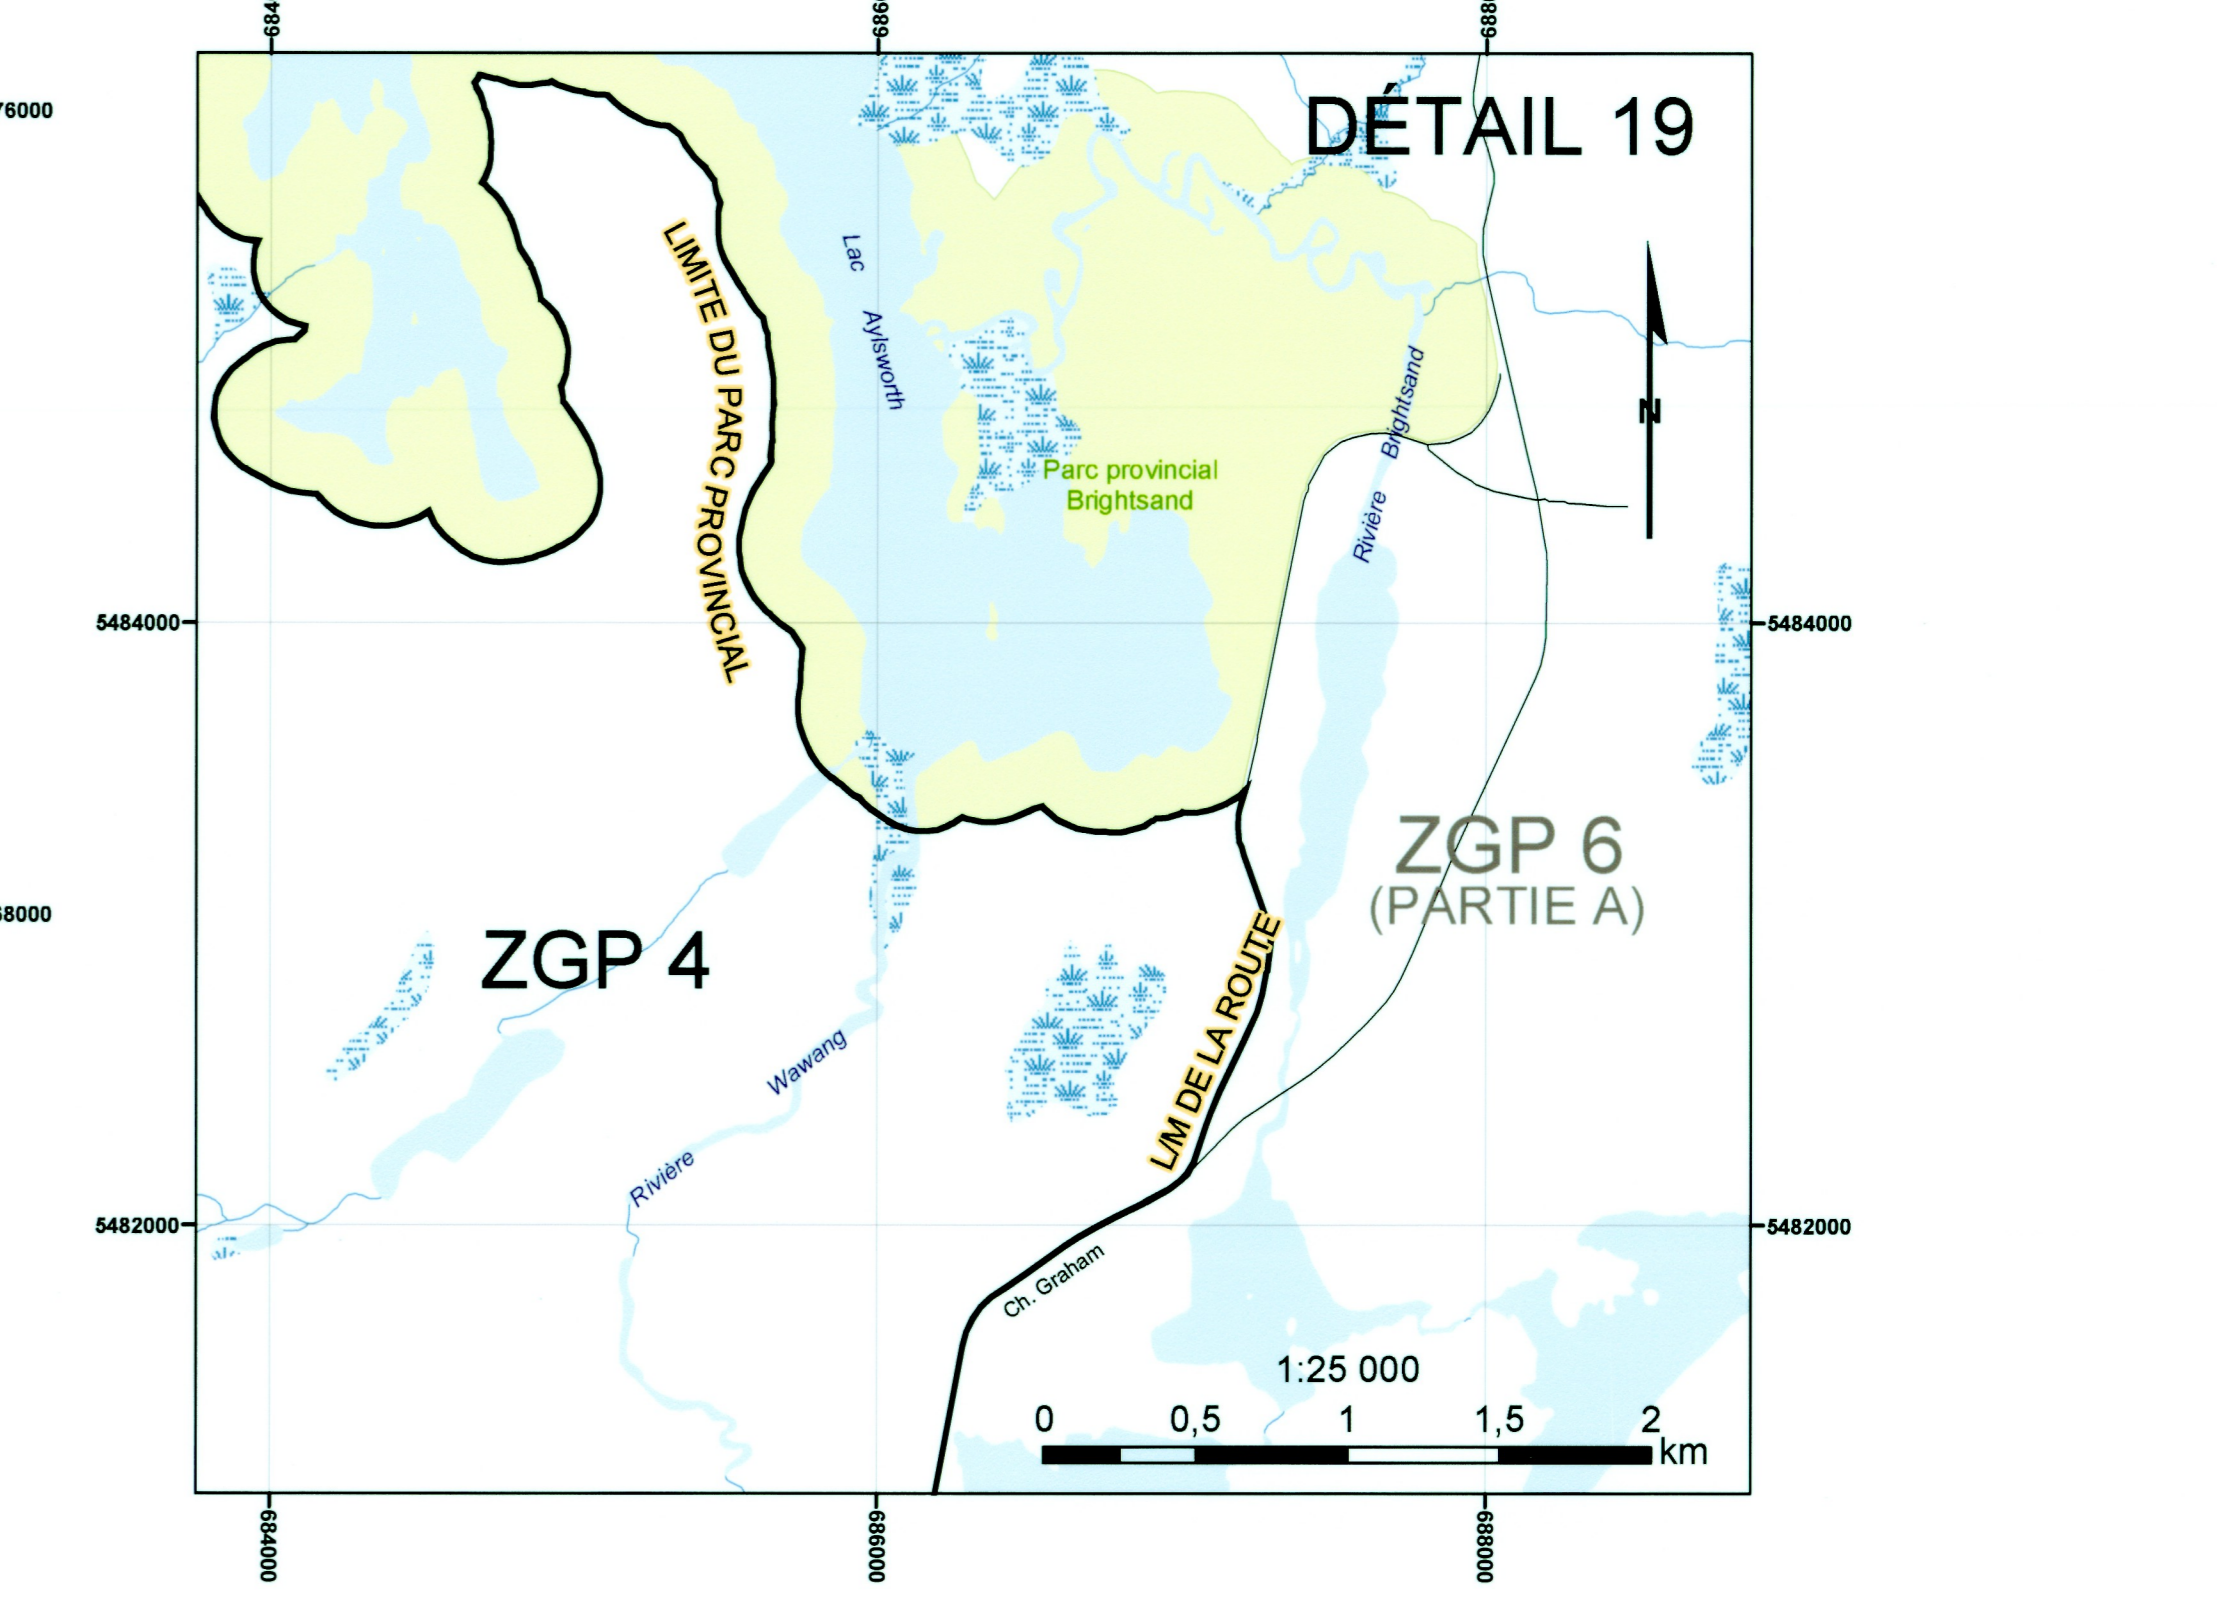 DÉTAIL 19
N
LIMITE DU PARC PROVINCIAL
Lac
Aylsworth
Rivière Brightsand
Parc provincial
Brightsand
5484000
5484000
ZGP 6
(PARTIE A)
ZGP 4
L/M DE LA ROUTE
Rivière Wawang
5482000
5482000
Ch. Graham
1:25 000
0 0,5 1 1,5 2
km
684000
686000
688000